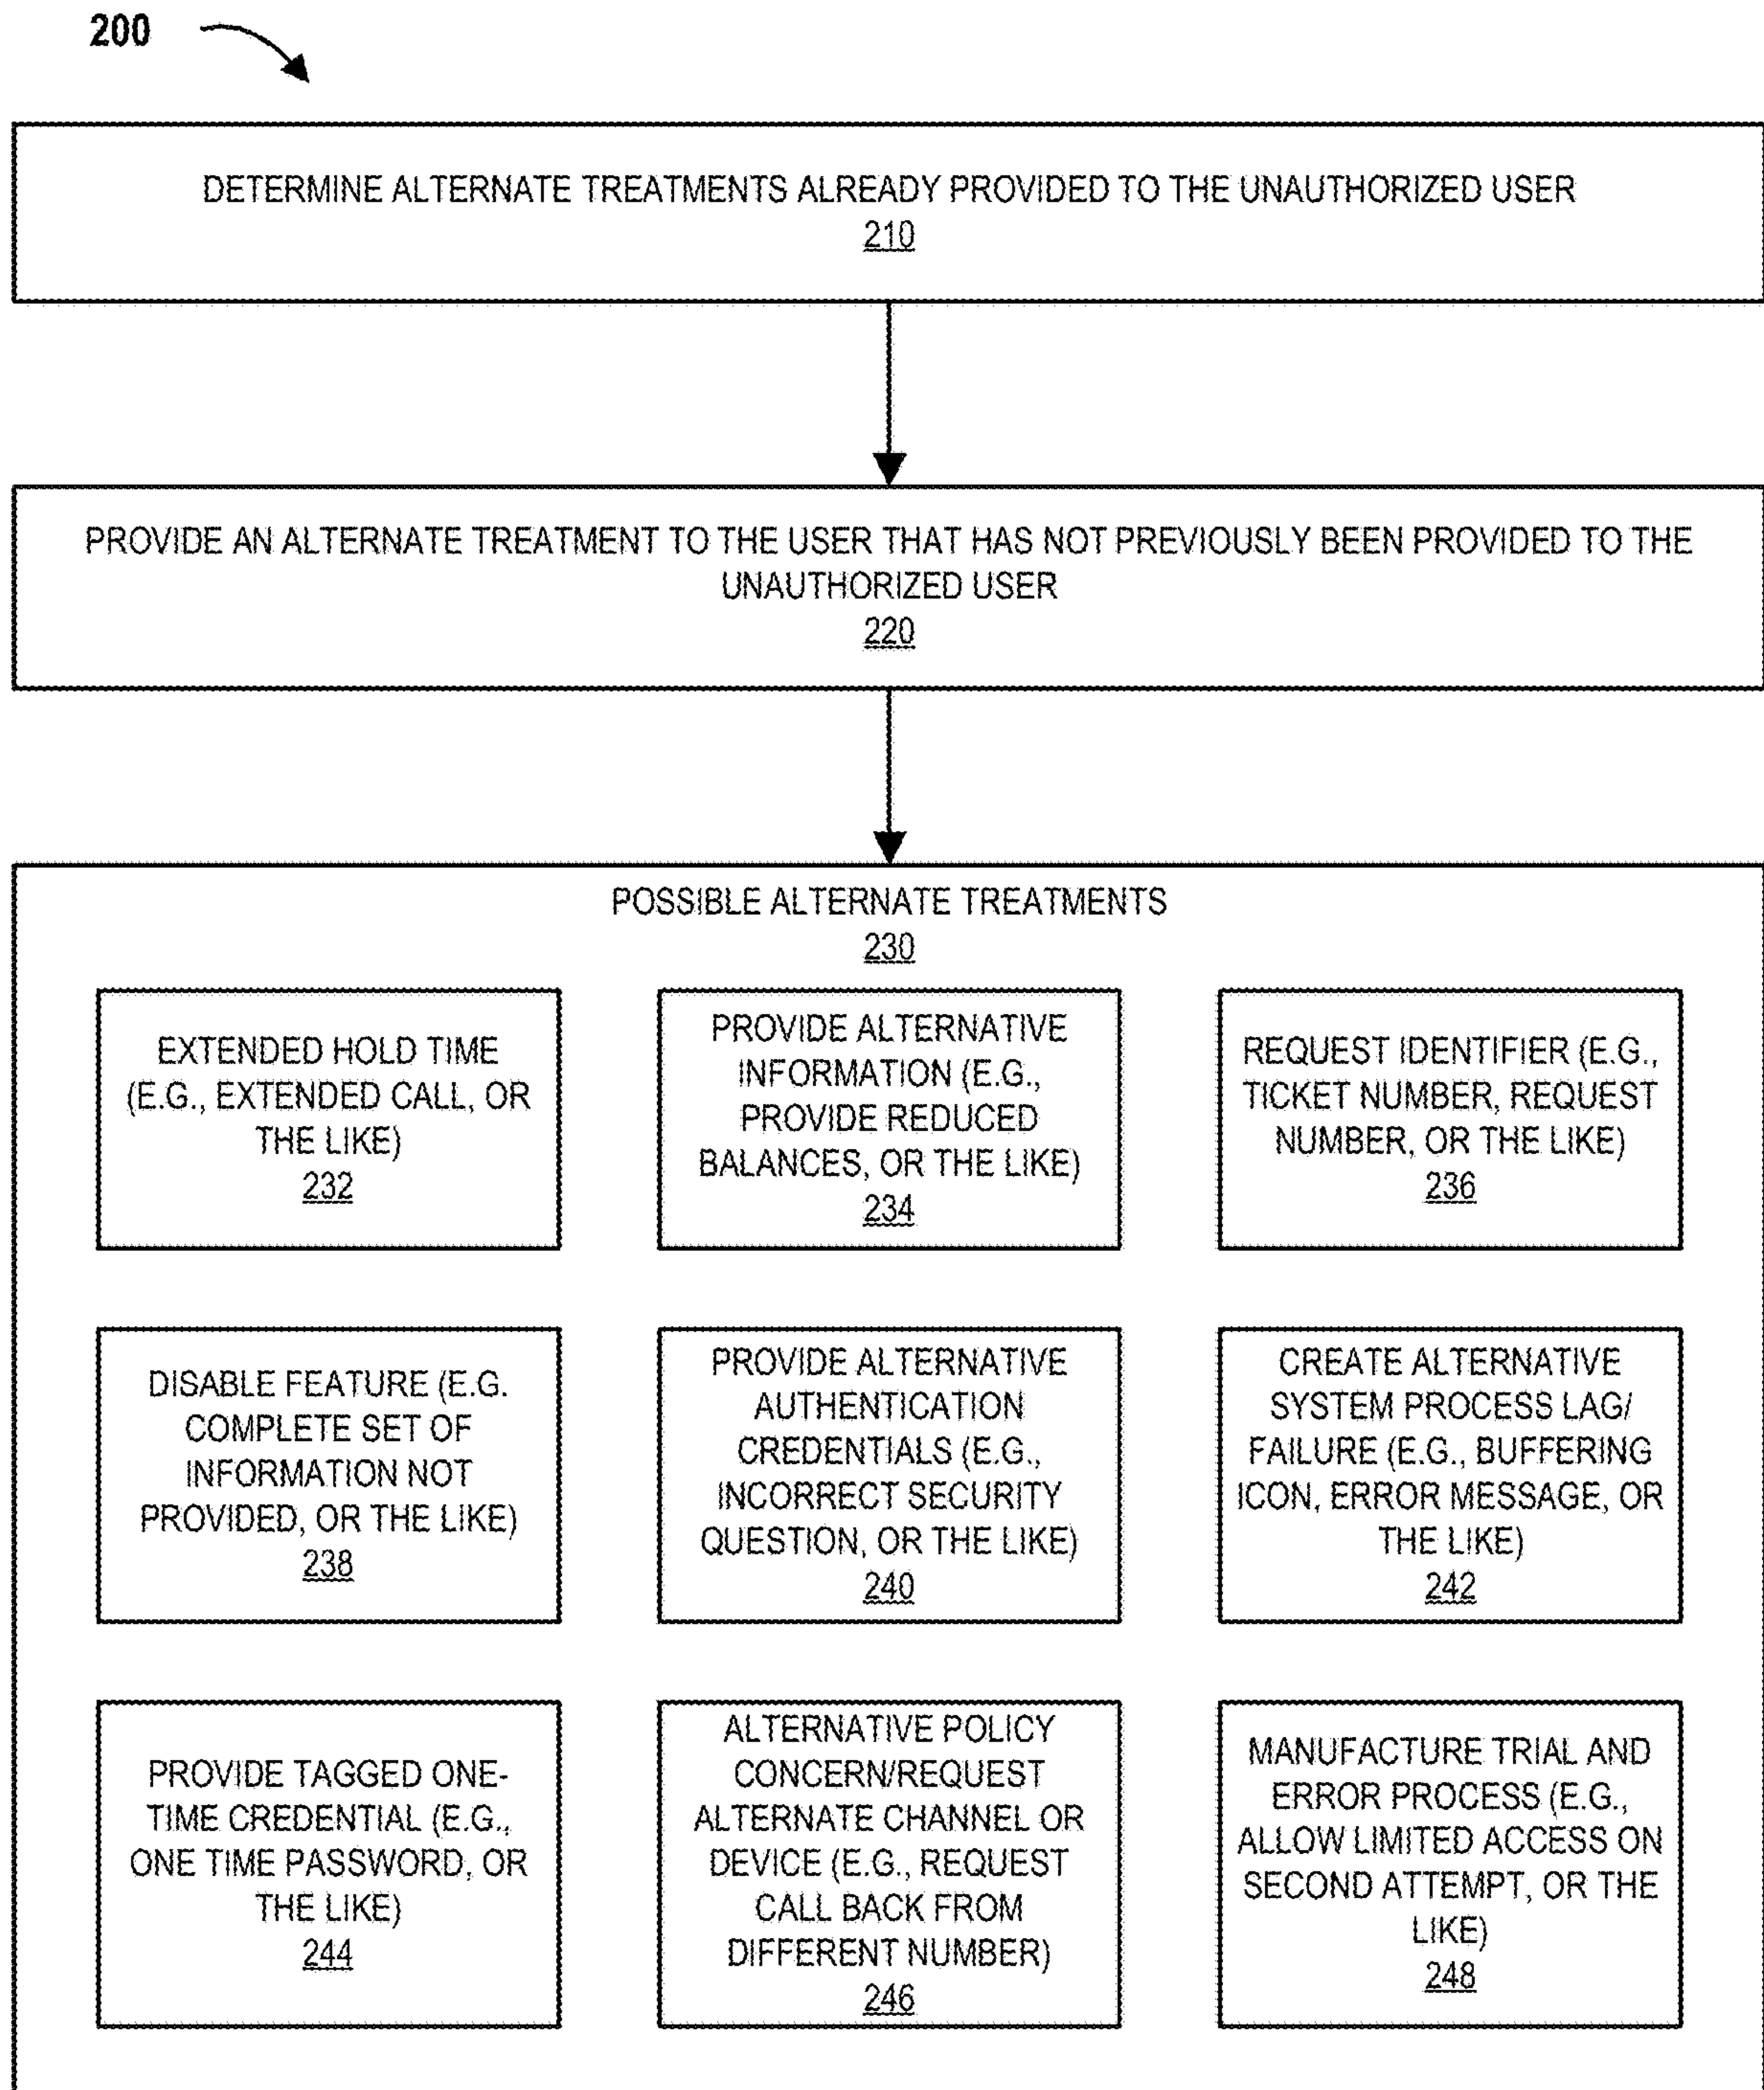 200
DETERMINE ALTERNATE TREATMENTS ALREADY PROVIDED TO THE UNAUTHORIZED USER
210
PROVIDE AN ALTERNATE TREATMENT TO THE USER THAT HAS NOT PREVIOUSLY BEEN PROVIDED TO THE
UNAUTHORIZED USER
220
POSSIBLE ALTERNATE TREATMENTS
230
EXTENDED HOLD TIME
(E.G., EXTENDED CALL, OR
THE LIKE)
232
PROVIDE ALTERNATIVE
INFORMATION (E.G.,
PROVIDE REDUCED
BALANCES, OR THE LIKE)
234
REQUEST IDENTIFIER (E.G.,
TICKET NUMBER, REQUEST
NUMBER, OR THE LIKE)
236
DISABLE FEATURE (E.G.
COMPLETE SET OF
INFORMATION NOT
PROVIDED, OR THE LIKE)
238
PROVIDE ALTERNATIVE
AUTHENTICATION
CREDENTIALS (E.G.,
INCORRECT SECURITY
QUESTION, OR THE LIKE)
240
CREATE ALTERNATIVE
SYSTEM PROCESS LAG/
FAILURE (E.G., BUFFERING
ICON, ERROR MESSAGE, OR
THE LIKE)
242
PROVIDE TAGGED ONE-
TIME CREDENTIAL (E.G.,
ONE TIME PASSWORD, OR
THE LIKE)
244
ALTERNATIVE POLICY
CONCERN/REQUEST
ALTERNATE CHANNEL OR
DEVICE (E.G., REQUEST
CALL BACK FROM
DIFFERENT NUMBER)
246
MANUFACTURE TRIAL AND
ERROR PROCESS (E.G.,
ALLOW LIMITED ACCESS ON
SECOND ATTEMPT, OR THE
LIKE)
248